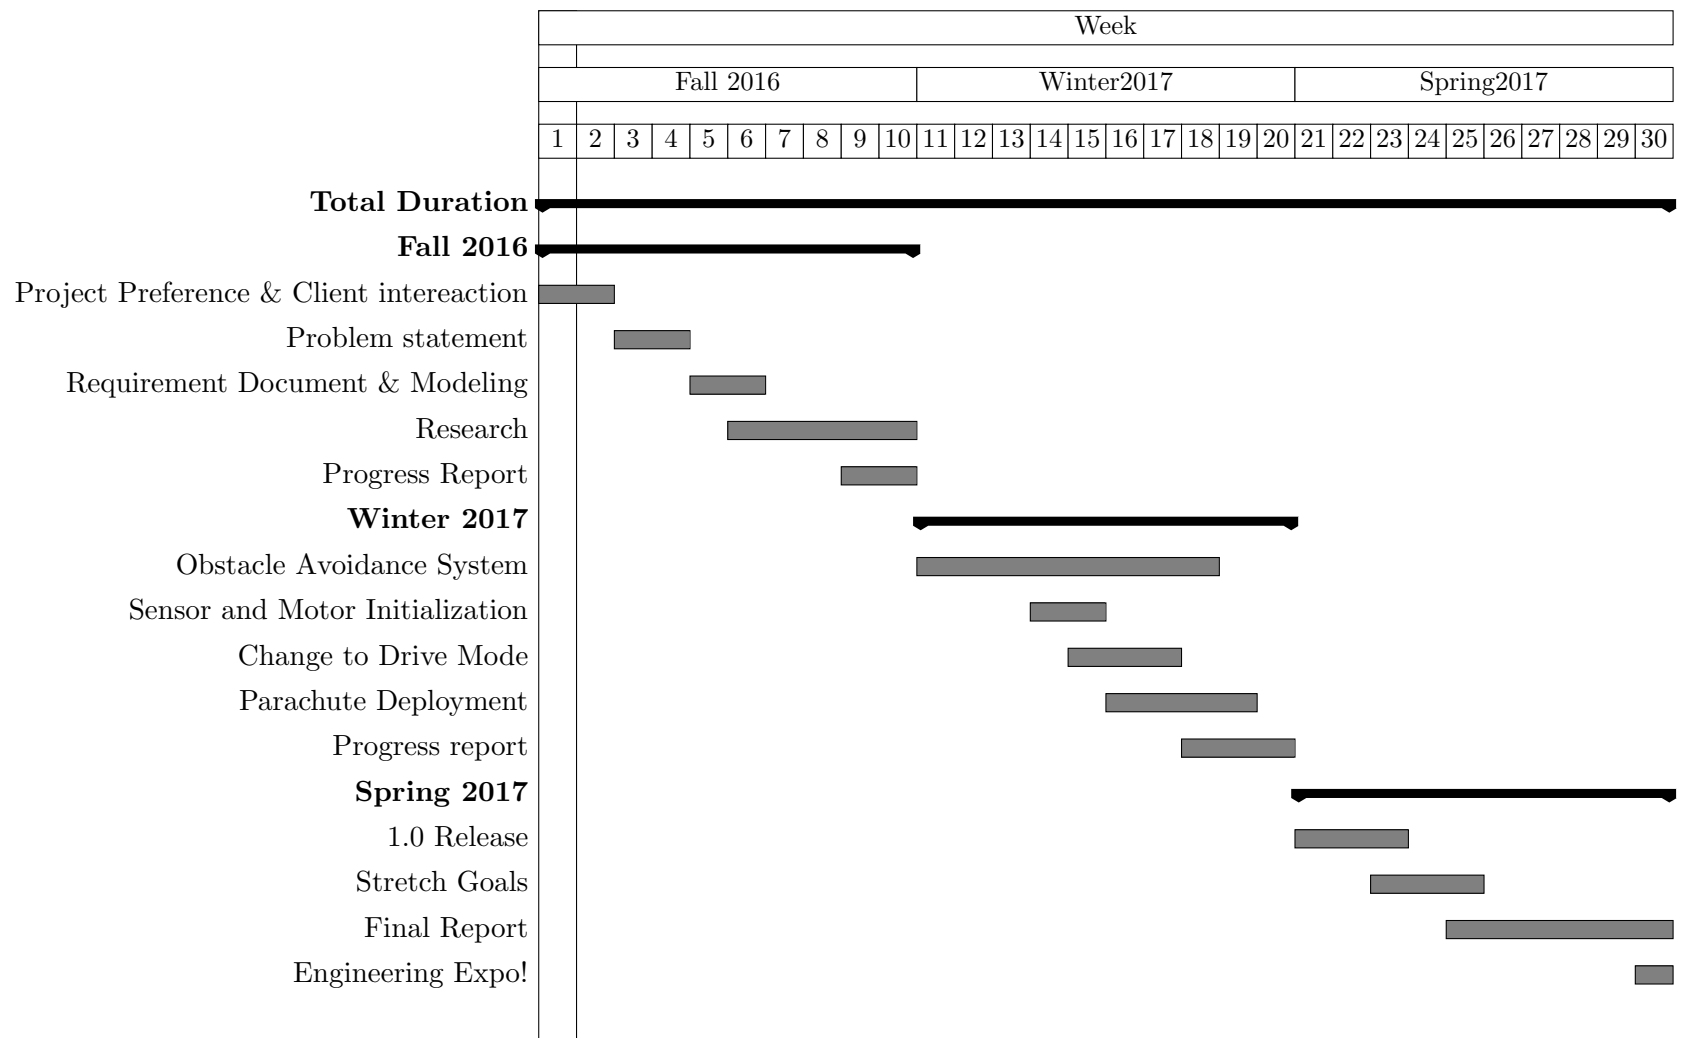 Week
Fall 2016 Winter2017 Spring2017
1 2 3 4 5 6 7 8 9 10 11 12 13 14 15 16 17 18 19 20 21 22 23 24 25 26 27 28 29 30
Total Duration
Fall 2016
Project Preference & Client intereaction
Problem statement
Requirement Document & Modeling
Research
Progress Report
Winter 2017
Obstacle Avoidance System
Sensor and Motor Initialization
Change to Drive Mode
Parachute Deployment
Progress report
Spring 2017
1.0 Release
Stretch Goals
Final Report
Engineering Expo!